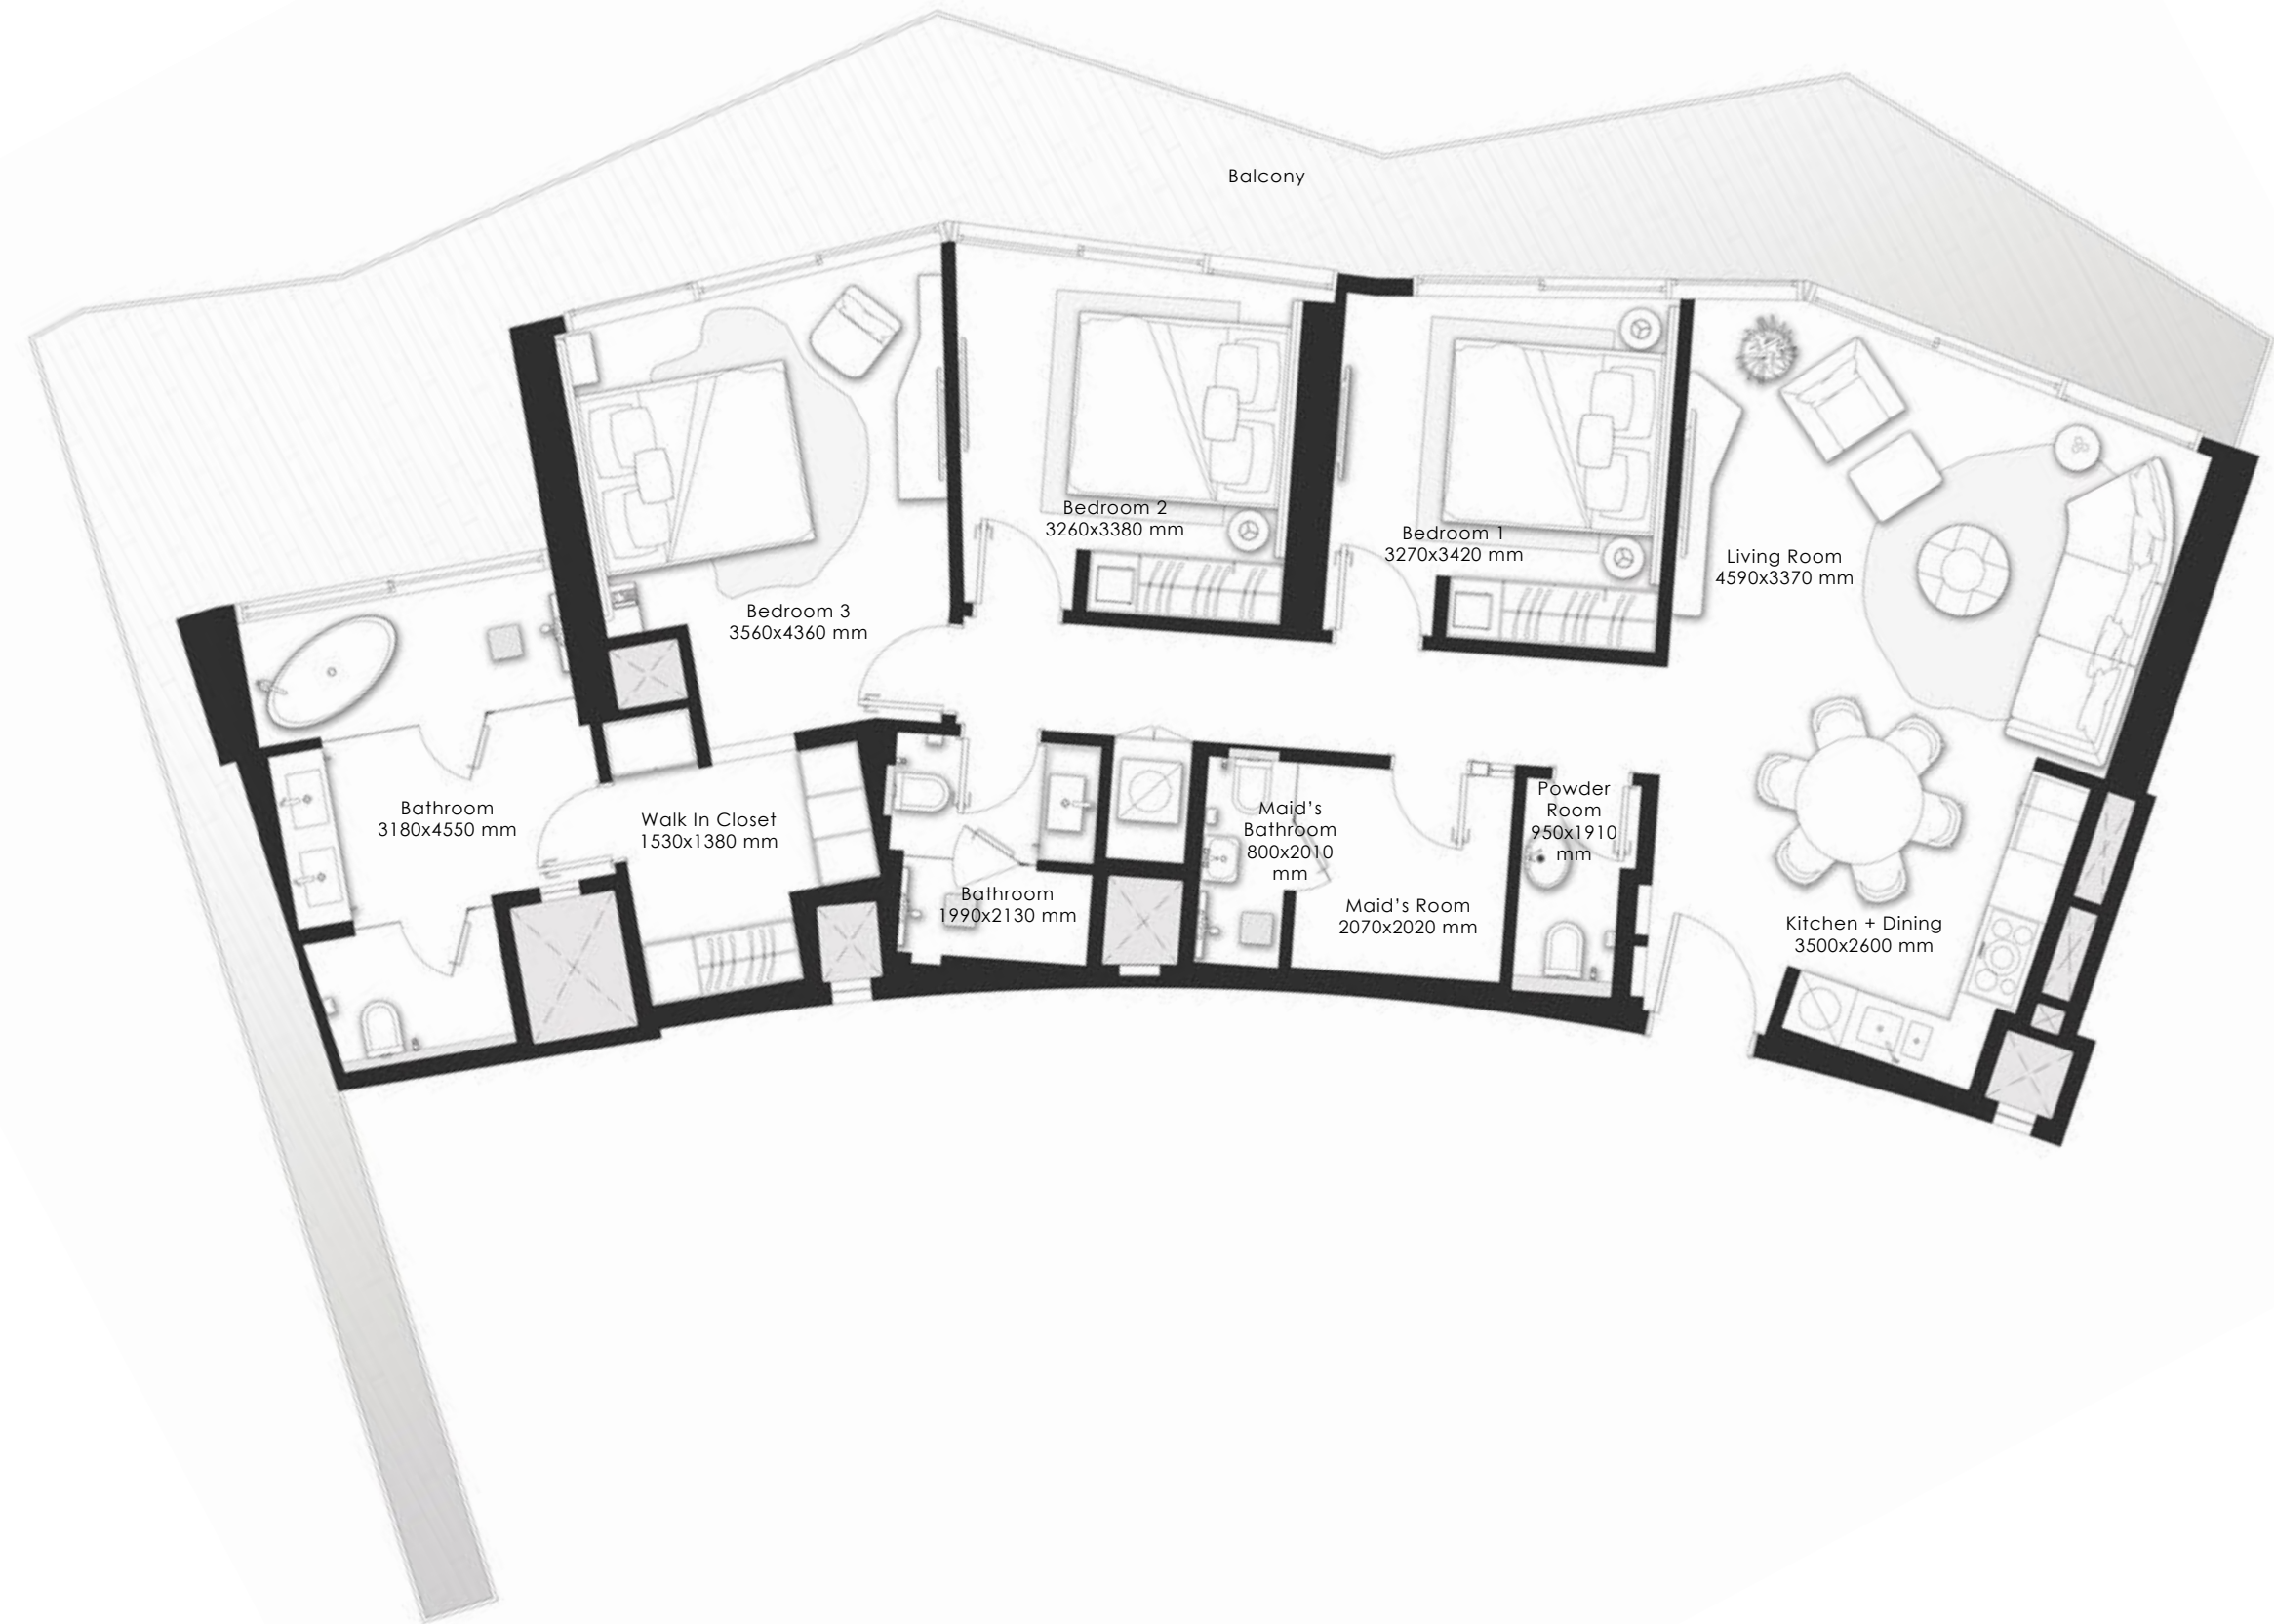 Balcony
Bedroom 2
3260x3380 mm
Bedroom 1
3270x3420 mm
Living Room
4590x3370 mm
Bedroom 3
3560x4360 mm
Bathroom
3180x4550 mm
Walk In Closet
1530x1380 mm
Bathroom
1990x2130 mm
Maid's
Bathroom
800x2010
mm
Maid's Room
2070x2020 mm
Powder
Room
950x1910
mm
Kitchen + Dining
3500x2600 mm